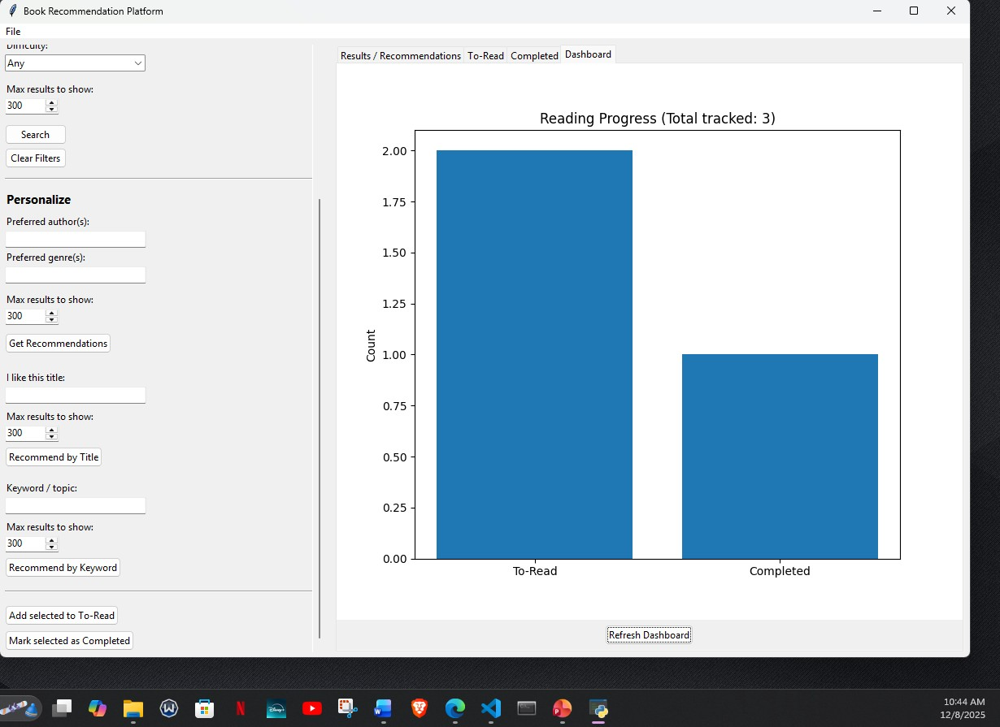 Book Recommendation Platform
File
Difficulty:
Any
Max results to show:
300
Search
Clear Filters
Personalize
Preferred author(s):
Preferred genre(s):
Max results to show:
300
Get Recommendations
I like this title:
Max results to show:
300
Recommend by Title
Keyword / topic:
Max results to show:
300
Recommend by Keyword
Add selected to To-Read
Mark selected as Completed
Results / Recommendations To-Read Completed Dashboard
Reading Progress (Total tracked: 3)
2.00
1.75
1.50
1.25
1.00
0.75
0.50
0.25
0.00
Count
To-Read Completed
Refresh Dashboard
10:44 AM
12/8/2025